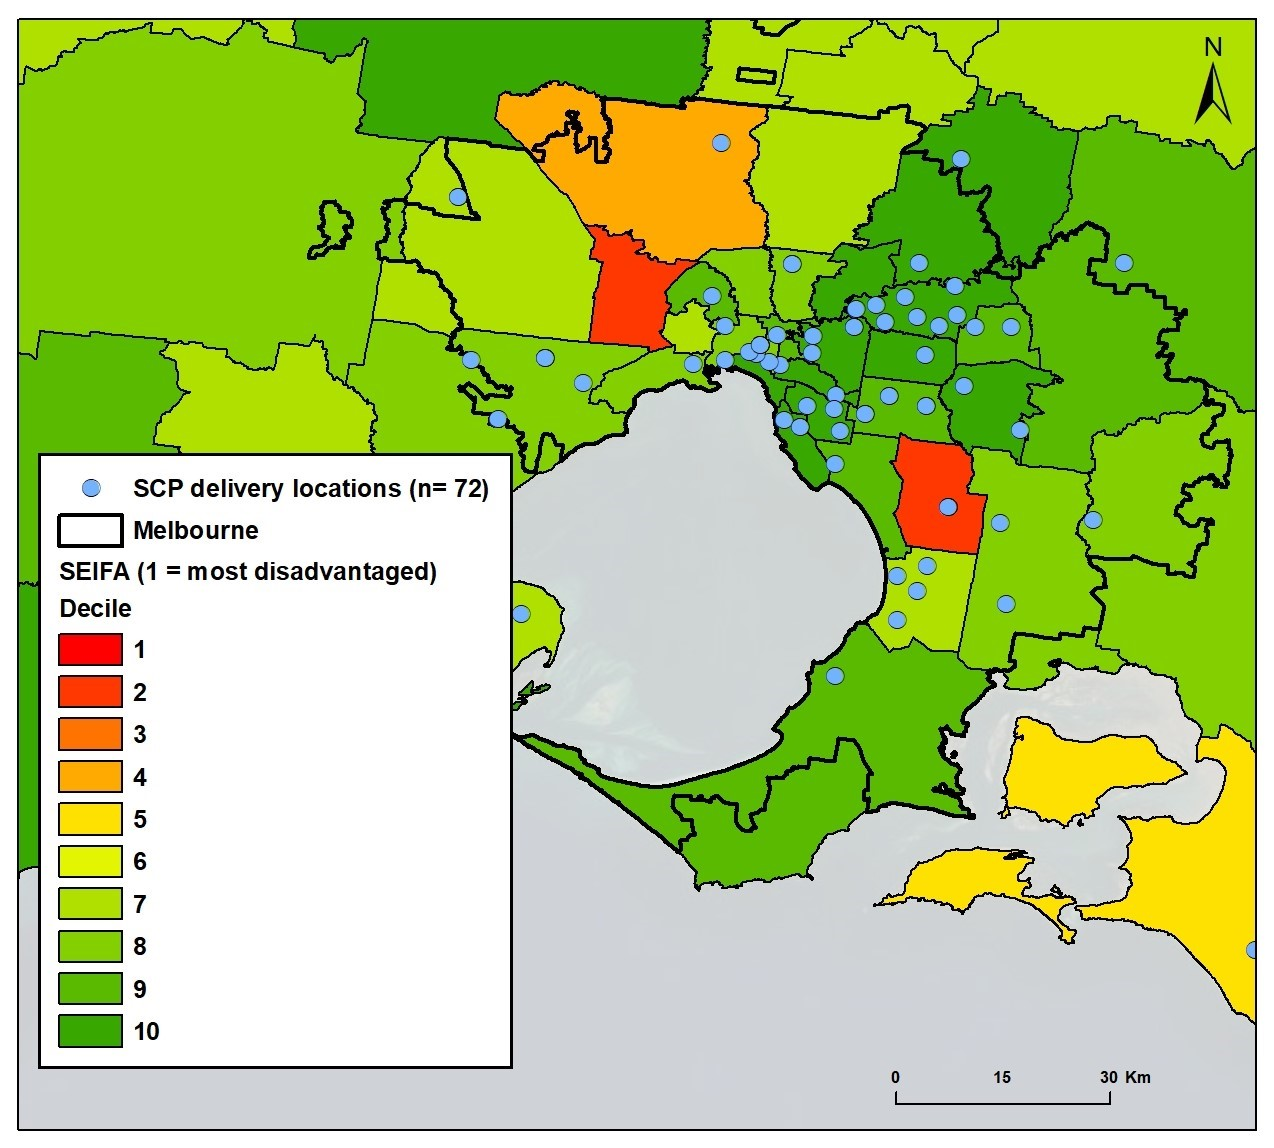 N
SCP delivery locations (n= 72)
Melbourne
SEIFA (1 = most disadvantaged)
Decile
1
2
3
4
5
6
7
8
9
10
0 15 30 Km